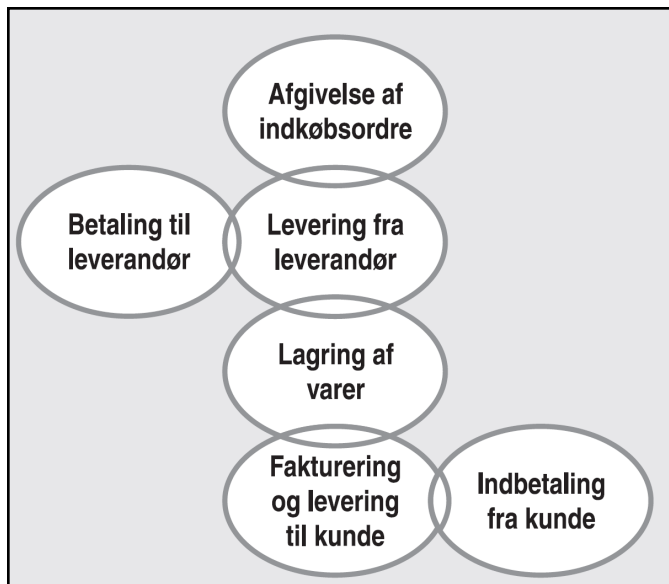 Afgivelse af
indkøbsordre
Betaling til
leverandør
Levering fra
leverandør
Lagring af
varer
Fakturering
og levering
til kunde
Indbetaling
fra kunde